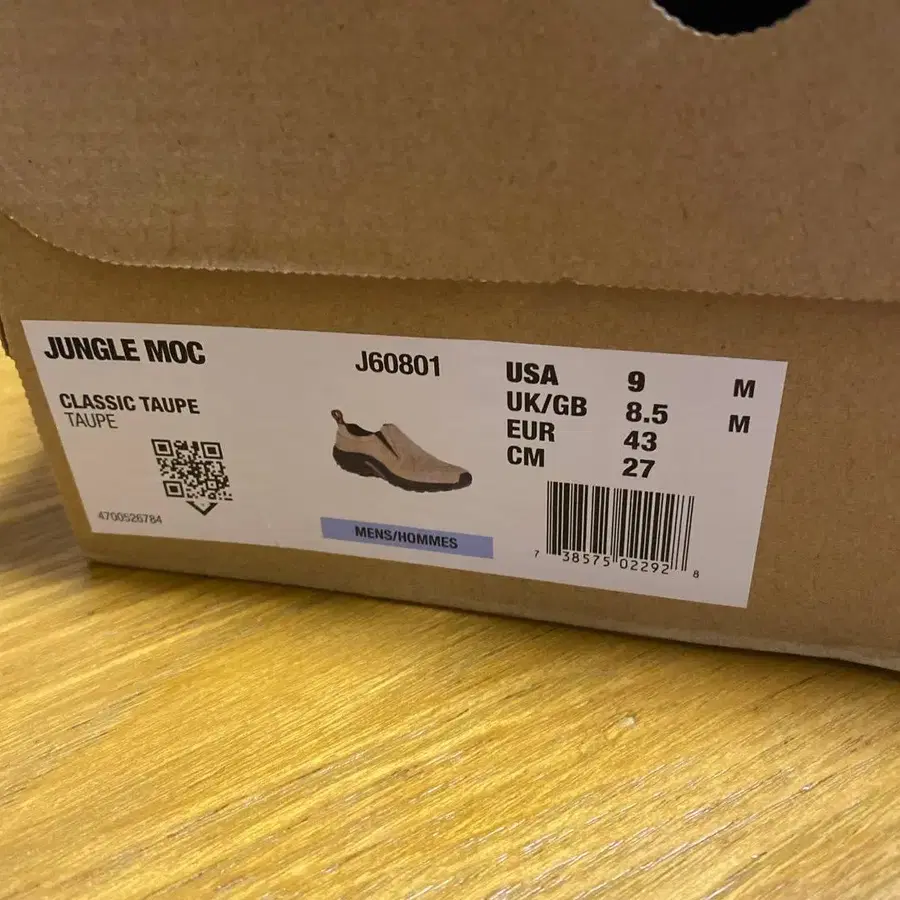 JUNGLE MOC
J60801
CLASSIC TAUPE
TAUPE
4700526784
MENS/HOMMES
USA 9 M
UK/GB 8.5 M
EUR 43
CM 27
7 38575 02292 8